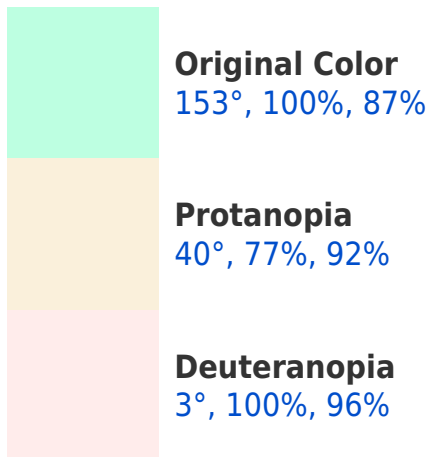 Original Color
153°, 100%, 87%
Protanopia
40°, 77%, 92%
Deuteranopia
3°, 100%, 96%